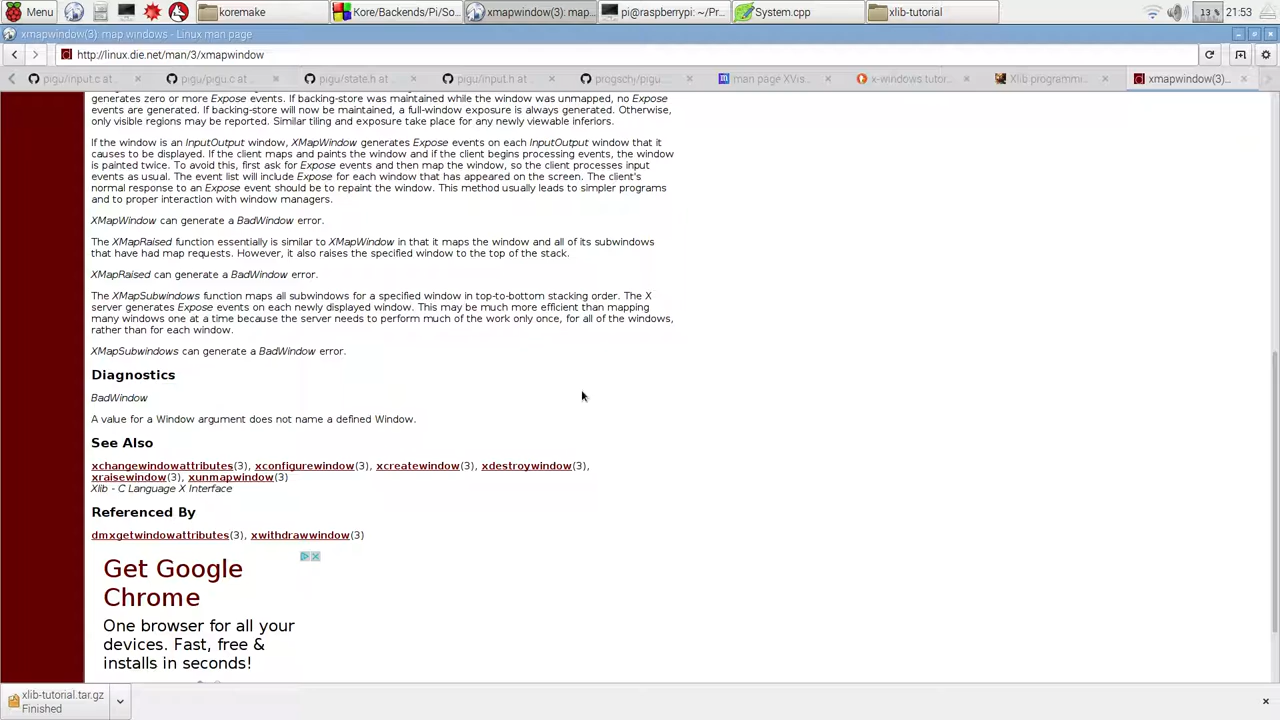 Menu
koremake
Kore/Backends/Pi/So...
xmapwindow(3): map...
pi@raspberrypi: ~/Pr...
System.cpp
xlib-tutorial
13 %
21:53
xmapwindow(3): map windows - Linux man page
http://linux.die.net/man/3/xmapwindow
pigu/input.c at...
pigu/pigu.c at ...
pigu/state.h at...
pigu/input.h at...
progschj/pigu...
man page XVis...
x-windows tutor...
Xlib programmi...
xmapwindow(3)...
generates zero or more Expose events. If backing-store was maintained while the window was unmapped, no Expose
events are generated. If backing-store will now be maintained, a full-window exposure is always generated. Otherwise,
only visible regions may be reported. Similar tiling and exposure take place for any newly viewable inferiors.
If the window is an InputOutput window, XMapWindow generates Expose events on each InputOutput window that it
causes to be displayed. If the client maps and paints the window and if the client begins processing events, the window
is painted twice. To avoid this, first ask for Expose events and then map the window, so the client processes input
events as usual. The event list will include Expose for each window that has appeared on the screen. The client's
normal response to an Expose event should be to repaint the window. This method usually leads to simpler programs
and to proper interaction with window managers.
XMapWindow can generate a BadWindow error.
The XMapRaised function essentially is similar to XMapWindow in that it maps the window and all of its subwindows
that have had map requests. However, it also raises the specified window to the top of the stack.
XMapRaised can generate a BadWindow error.
The XMapSubwindows function maps all subwindows for a specified window in top-to-bottom stacking order. The X
server generates Expose events on each newly displayed window. This may be much more efficient than mapping
many windows one at a time because the server needs to perform much of the work only once, for all of the windows,
rather than for each window.
XMapSubwindows can generate a BadWindow error.
Diagnostics
BadWindow
A value for a Window argument does not name a defined Window.
See Also
xchangewindowattributes(3), xconfigurewindow(3), xcreatewindow(3), xdestroywindow(3),
xraisewindow(3), xunmapwindow(3)
Xlib - C Language X Interface
Referenced By
dmxgetwindowattributes(3), xwithdrawwindow(3)
Get Google
Chrome
One browser for all your
devices. Fast, free &
installs in seconds!
xlib-tutorial.tar.gz
Finished